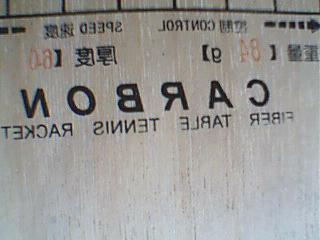 控制 CONTROL SPEED 速度
重量【84 g】 厚度【6.0
CARBON
FIBER TABLE TENNIS RACKET